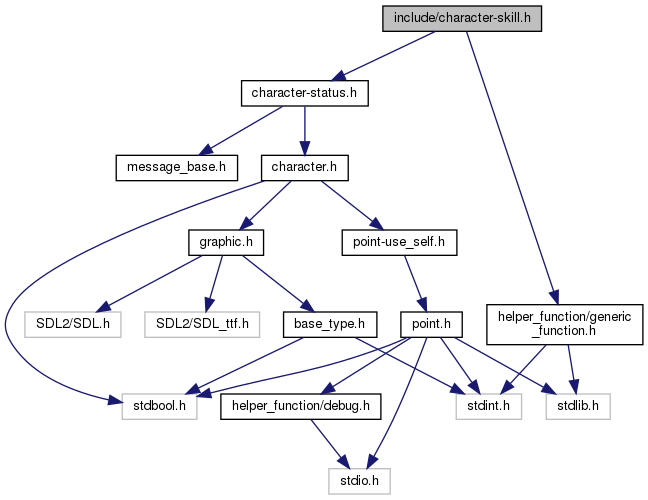 include/character-skill.h
character-status.h
message_base.h
character.h
graphic.h
point-use_self.h
SDL2/SDL.h
SDL2/SDL_ttf.h
base_type.h
point.h
helper_function/generic
_function.h
stdbool.h
helper_function/debug.h
stdint.h
stdlib.h
stdio.h